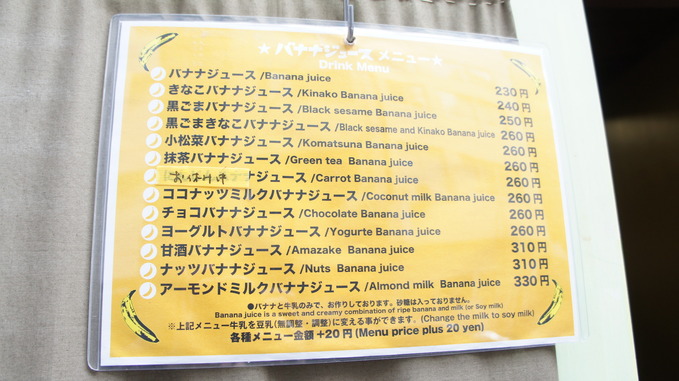 ★バナナジュース メニュー★
Drink Menu
バナナジュース /Banana juice 230円
きなこバナナジュース /Kinako Banana juice 240円
黒ごまバナナジュース /Black sesame Banana juice 250円
黒ごまきなこバナナジュース /Black sesame and Kinako Banana juice 260円
小松菜バナナジュース /Komatsuna Banana juice 260円
抹茶バナナジュース /Green tea Banana juice 260円
ジュース /Carrot Banana juice 260円
ココナッツミルクバナナジュース /Coconut milk Banana juice 260円
チョコバナナジュース /Chocolate Banana juice 260円
ヨーグルトバナナジュース /Yogurte Banana juice 260円
甘酒バナナジュース /Amazake Banana juice 310円
ナッツバナナジュース /Nuts Banana juice 310円
アーモンドミルクバナナジュース /Almond milk Banana juice 330円
●バナナと牛乳のみで、お作りしております。砂糖は入っておりません。
Banana juice is a sweet and creamy combination of ripe banana and milk (or Soy milk)
※上記メニュー牛乳を豆乳(無調整・調整)に変える事ができます。(Change the milk to soy milk)
各種メニュー金額 +20円 (Menu price plus 20 yen)